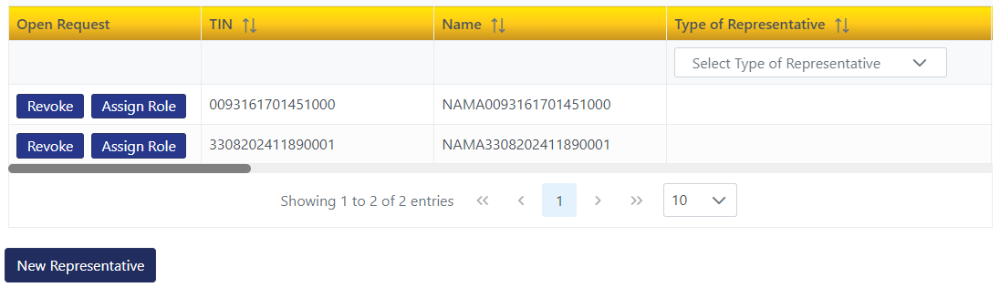 Open Request TIN Name Type of Representative
Select Type of Representative
Revoke Assign Role 0093161701451000 NAMA0093161701451000
Revoke Assign Role 3308202411890001 NAMA3308202411890001
Showing 1 to 2 of 2 entries « ‹ 1 › » 10
New Representative